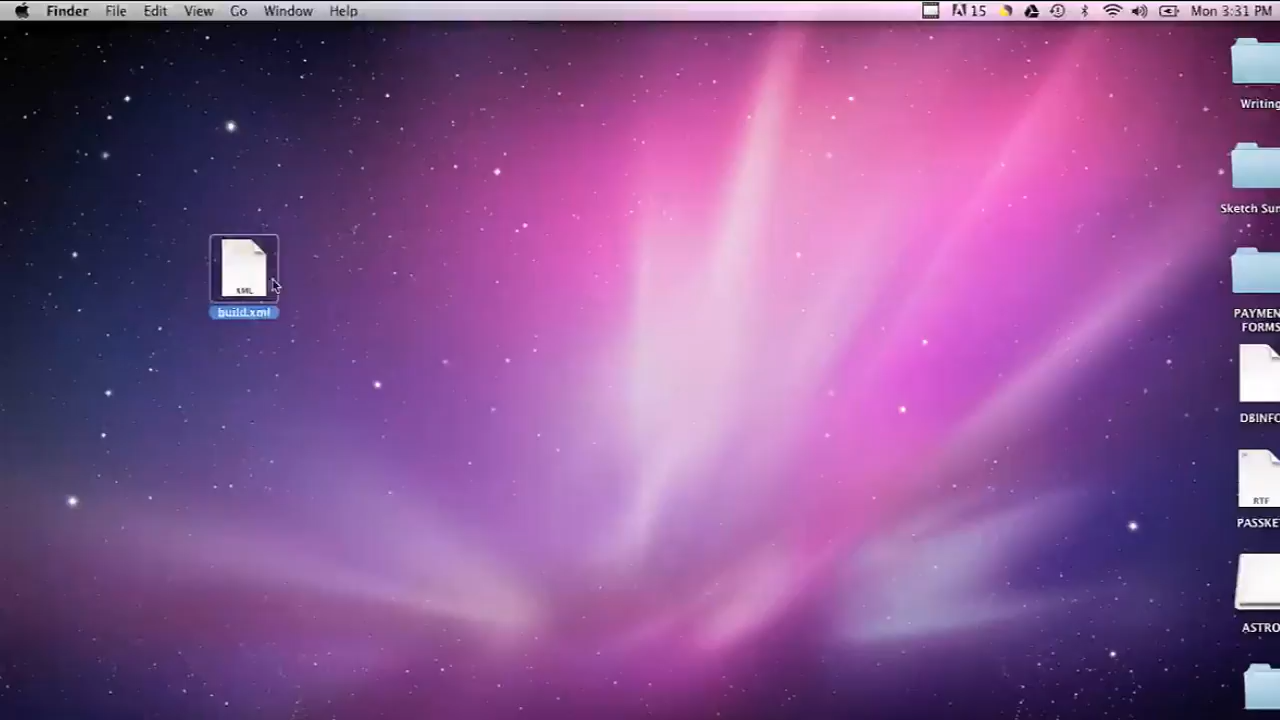 Finder File Edit View Go Window Help 15 Mon 3:31 PM
Writing
Sketch Sun
XML
build.xml
PAYMEN
FORMS
DBINFO
RTF
PASSKE
ASTRO